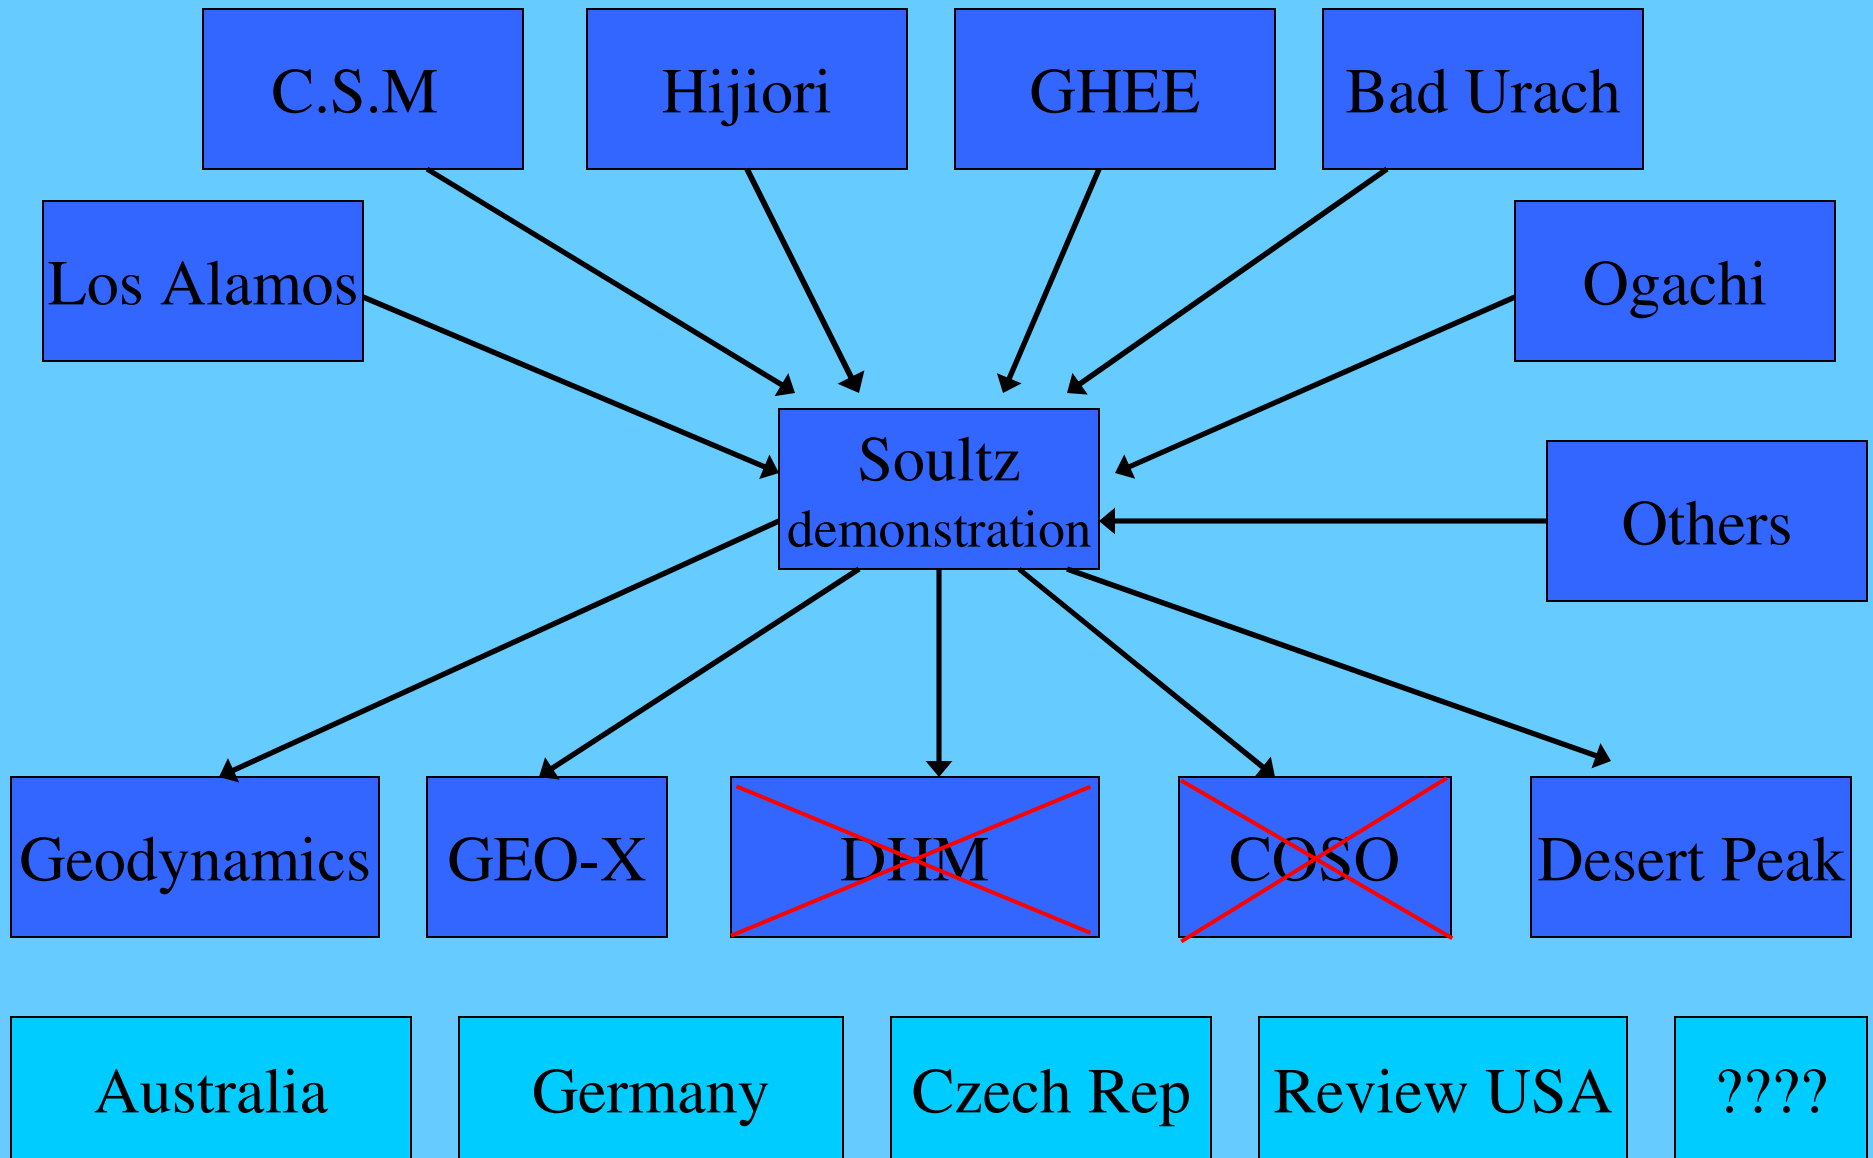 C.S.M
Hijiori
GHEE
Bad Urach
Los Alamos
Ogachi
Soultz
demonstration
Others
Geodynamics
GEO-X
DHM
COSO
Desert Peak
Australia
Germany
Czech Rep
Review USA
????